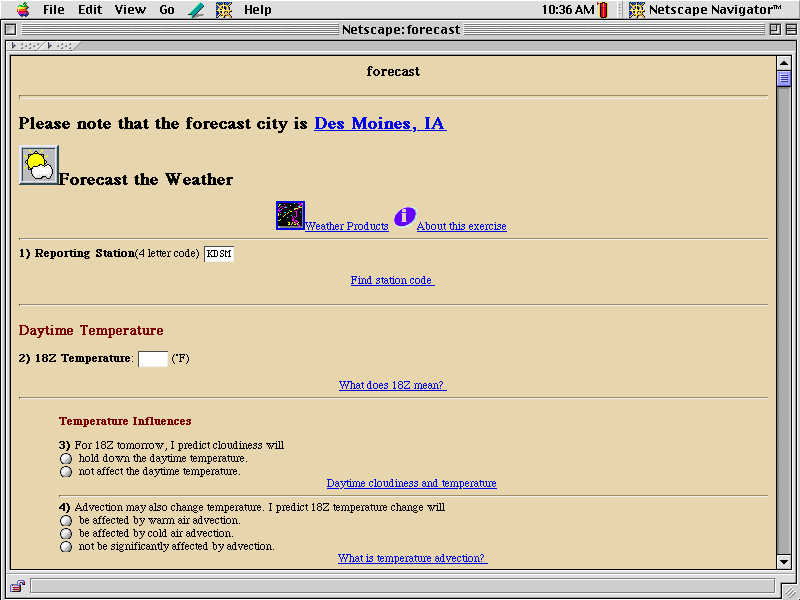 File Edit View Go Help 10:36 AM Netscape Navigator™
Netscape: forecast
forecast
Please note that the forecast city is Des Moines, IA
Forecast the Weather
Weather Products i About this exercise
1) Reporting Station(4 letter code) KDSM
Find station code
Daytime Temperature
2) 18Z Temperature: (°F)
What does 18Z mean?
Temperature Influences
3) For 18Z tomorrow, I predict cloudiness will
hold down the daytime temperature.
not affect the daytime temperature.
Daytime cloudiness and temperature
4) Advection may also change temperature. I predict 18Z temperature change will
be affected by warm air advection.
be affected by cold air advection.
not be significantly affected by advection.
What is temperature advection?